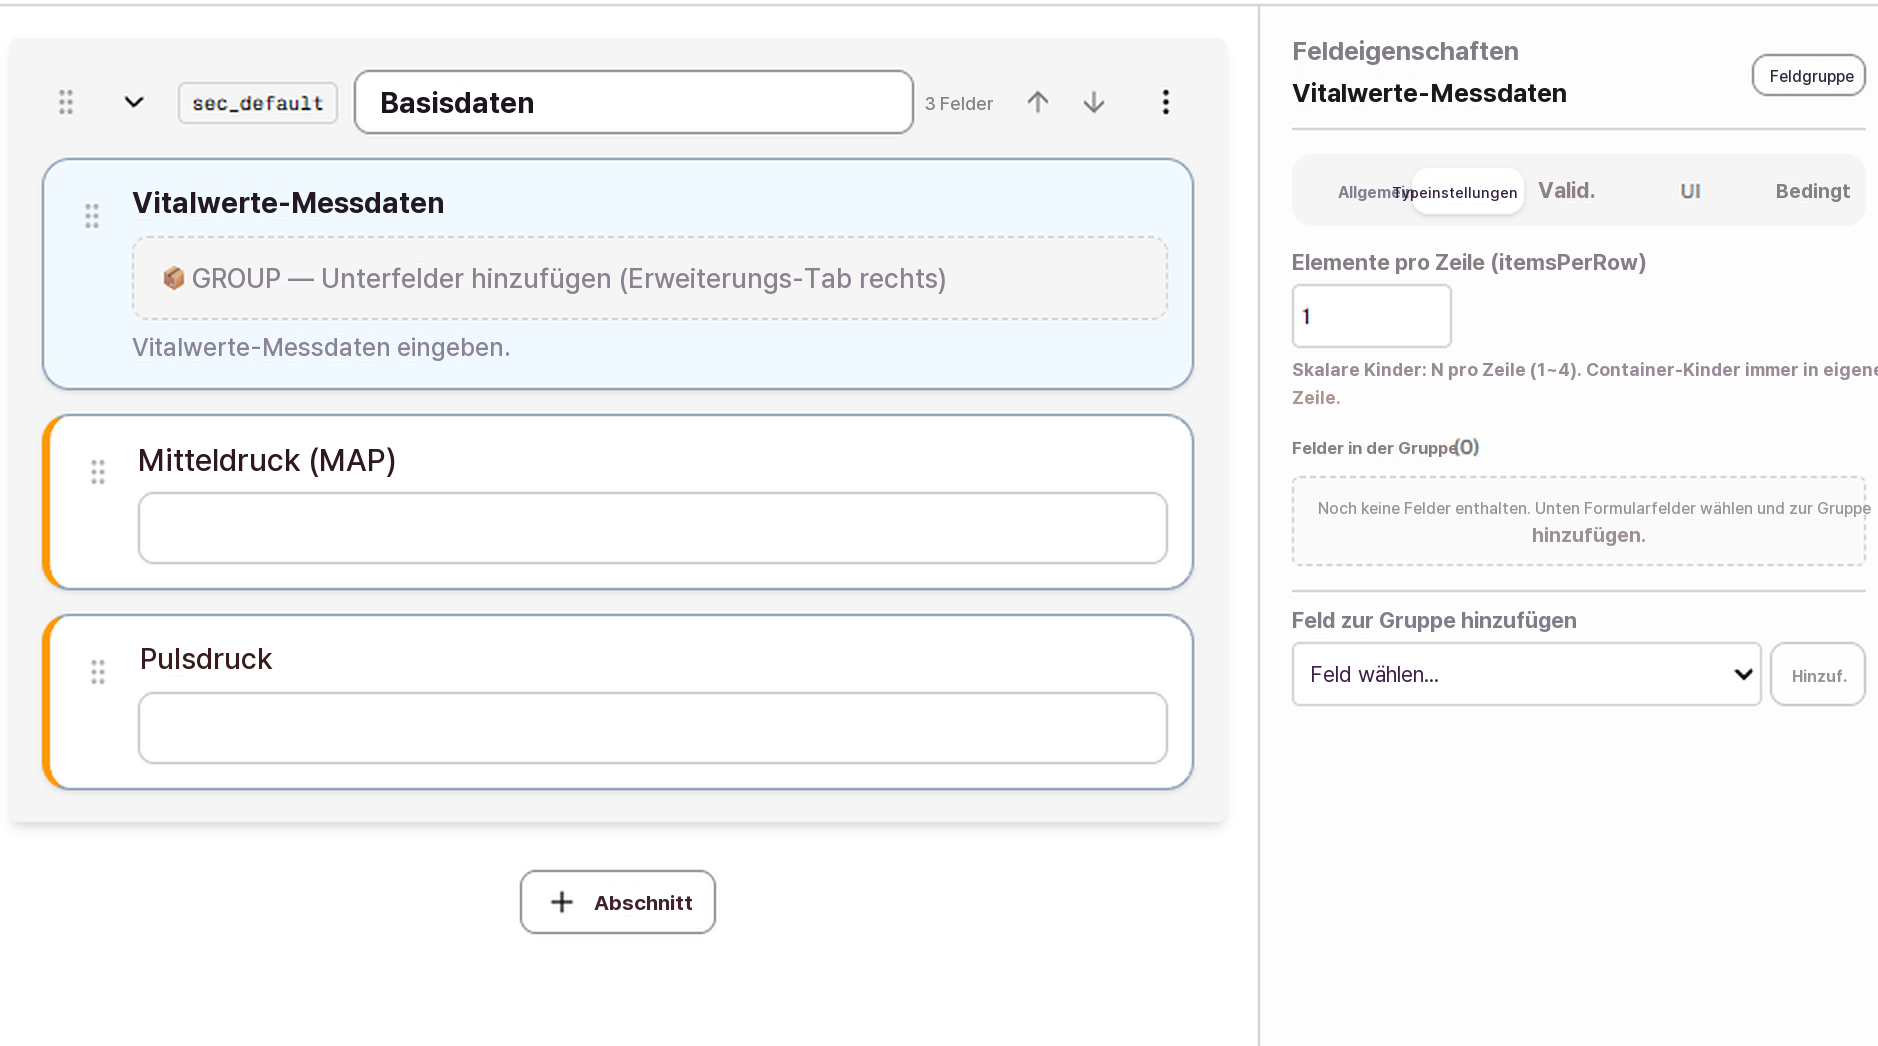 sec_default
Basisdaten
3 Felder
Vitalwerte-Messdaten
GROUP — Unterfelder hinzufügen (Erweiterungs-Tab rechts)
Vitalwerte-Messdaten eingeben.
Mitteldruck (MAP)
Pulsdruck
Abschnitt
Feldeigenschaften
Vitalwerte-Messdaten
Feldgruppe
Allgemein
Typeinstellungen
Valid.
UI
Bedingt
Elemente pro Zeile (itemsPerRow)
1
Skalare Kinder: N pro Zeile (1~4). Container-Kinder immer in eigene
Zeile.
Felder in der Gruppe (0)
Noch keine Felder enthalten. Unten Formularfelder wählen und zur Gruppe
hinzufügen.
Feld zur Gruppe hinzufügen
Feld wählen...
Hinzuf.